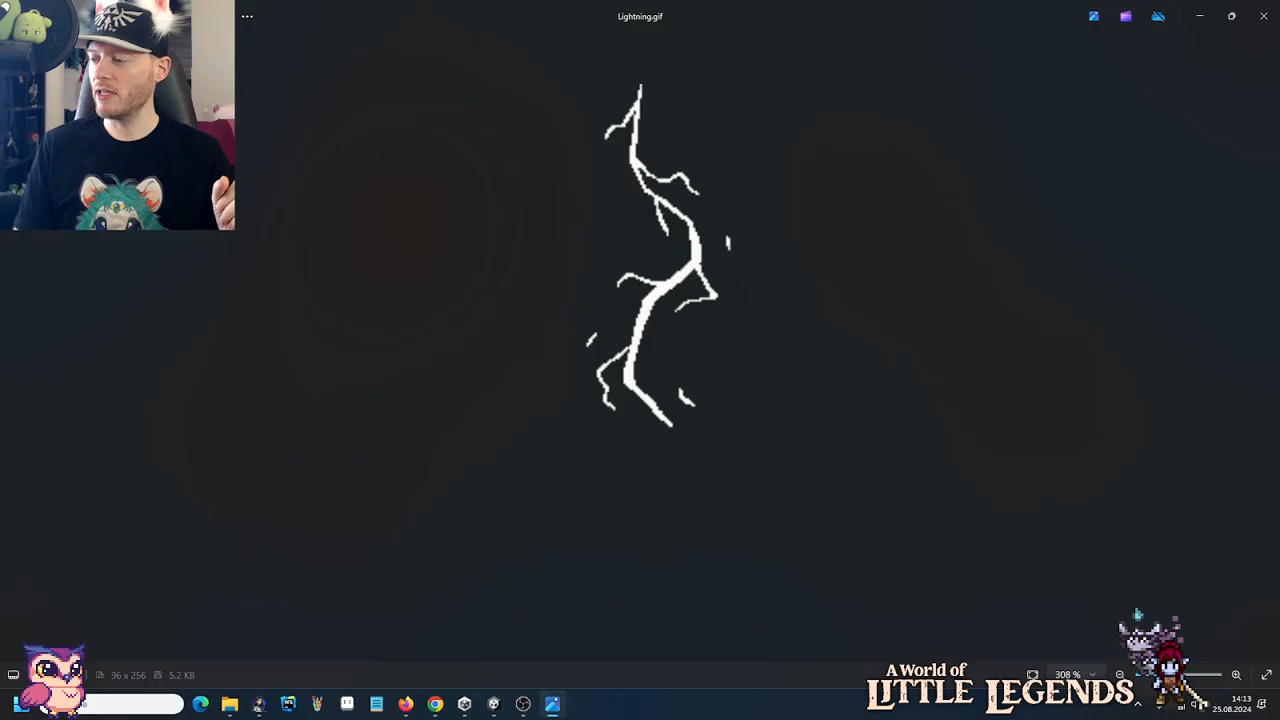 Lightning.gif
96 x 256
5.2 KB
308 %
A World of
LITTLE LEGENDS
14:13
25.08.2024